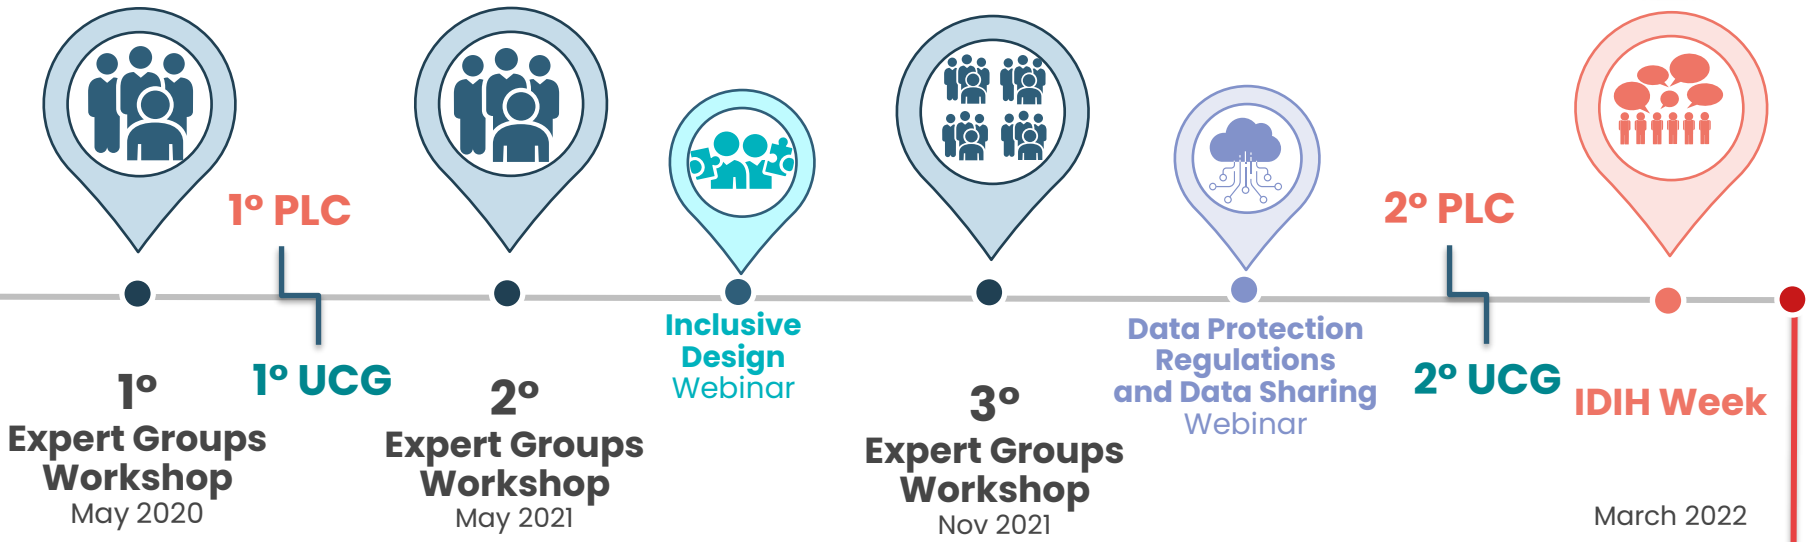 1º
Expert Groups
Workshop
May 2020
1º PLC
1º UCG
2º
Expert Groups
Workshop
May 2021
Inclusive
Design
Webinar
3º
Expert Groups
Workshop
Nov 2021
Data Protection
Regulations
and Data Sharing
Webinar
2º PLC
2º UCG
IDIH Week
March 2022